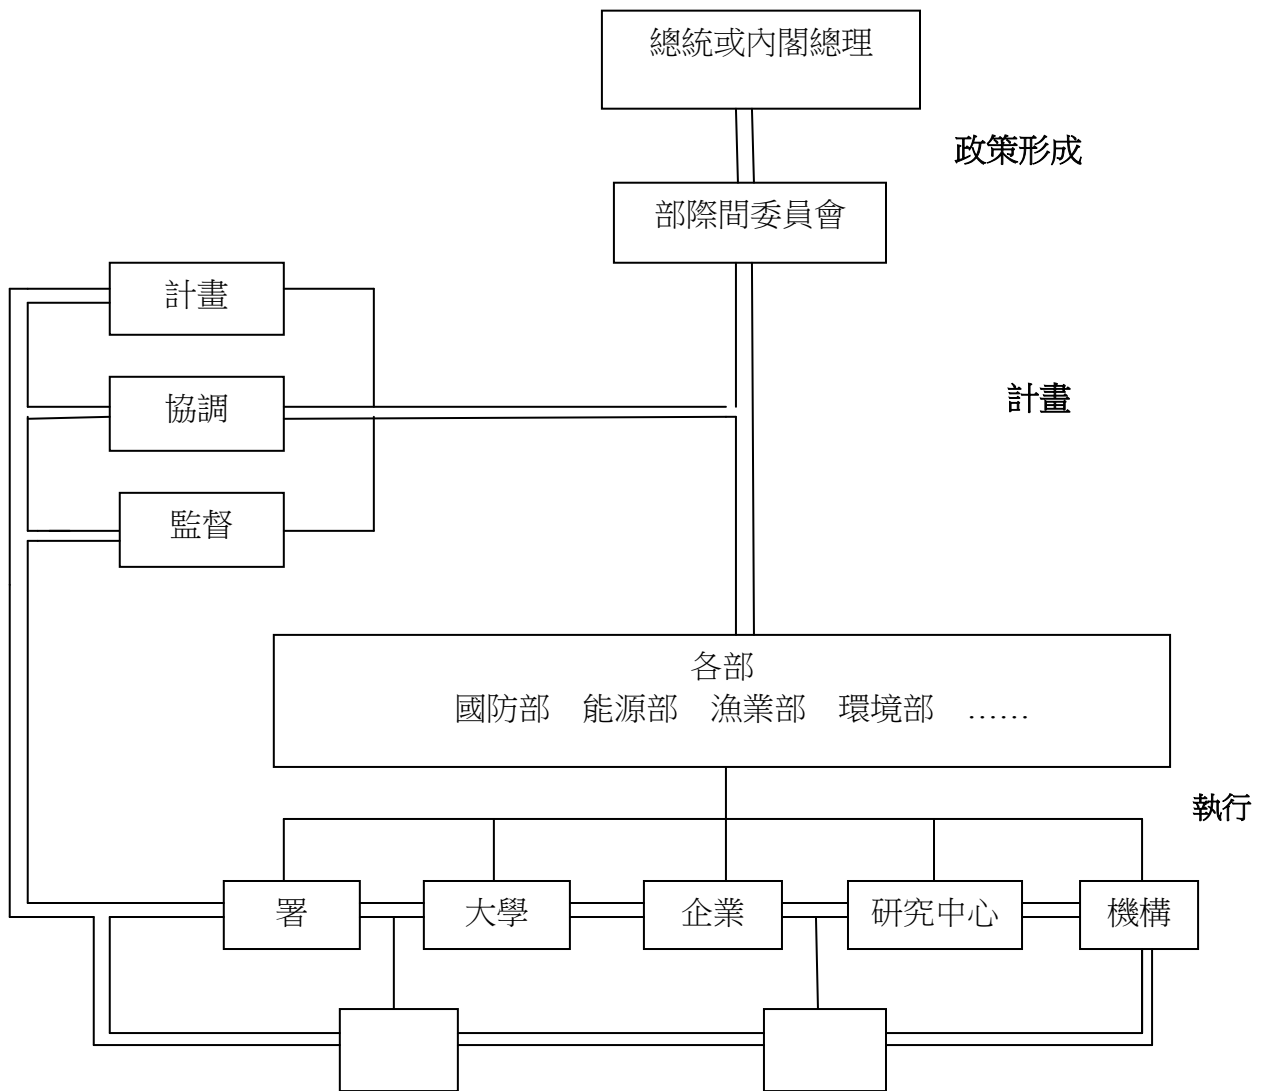 總統或內閣總理
政策形成
部際間委員會
計畫
協調
計畫
監督
各部
國防部 能源部 漁業部 環境部 ……
執行
署 大學 企業 研究中心 機構